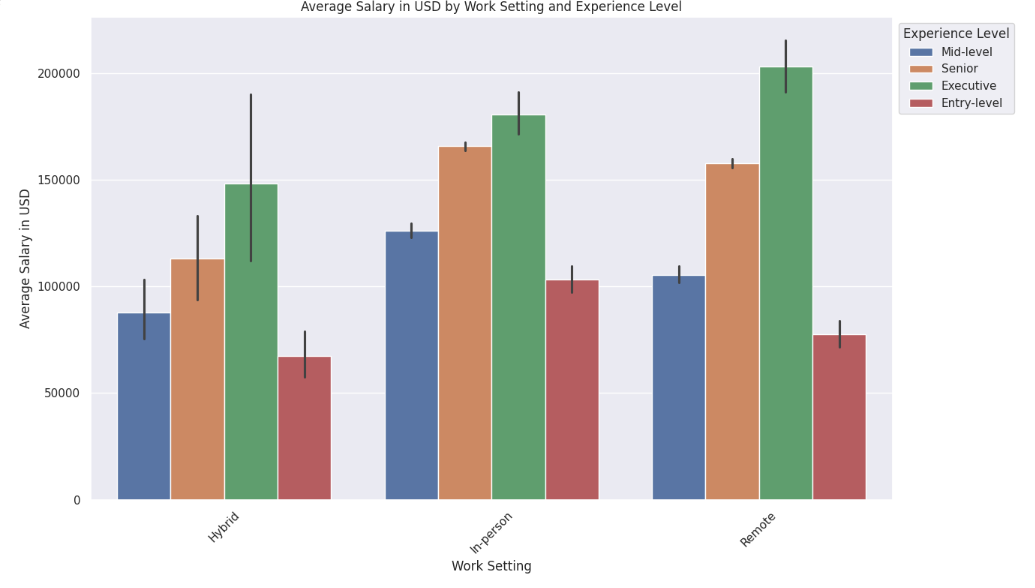 Average Salary in USD by Work Setting and Experience Level
Experience Level
Mid-level
Senior
Executive
Entry-level
Average Salary in USD
200000
150000
100000
50000
0
Hybrid
In-person
Remote
Work Setting